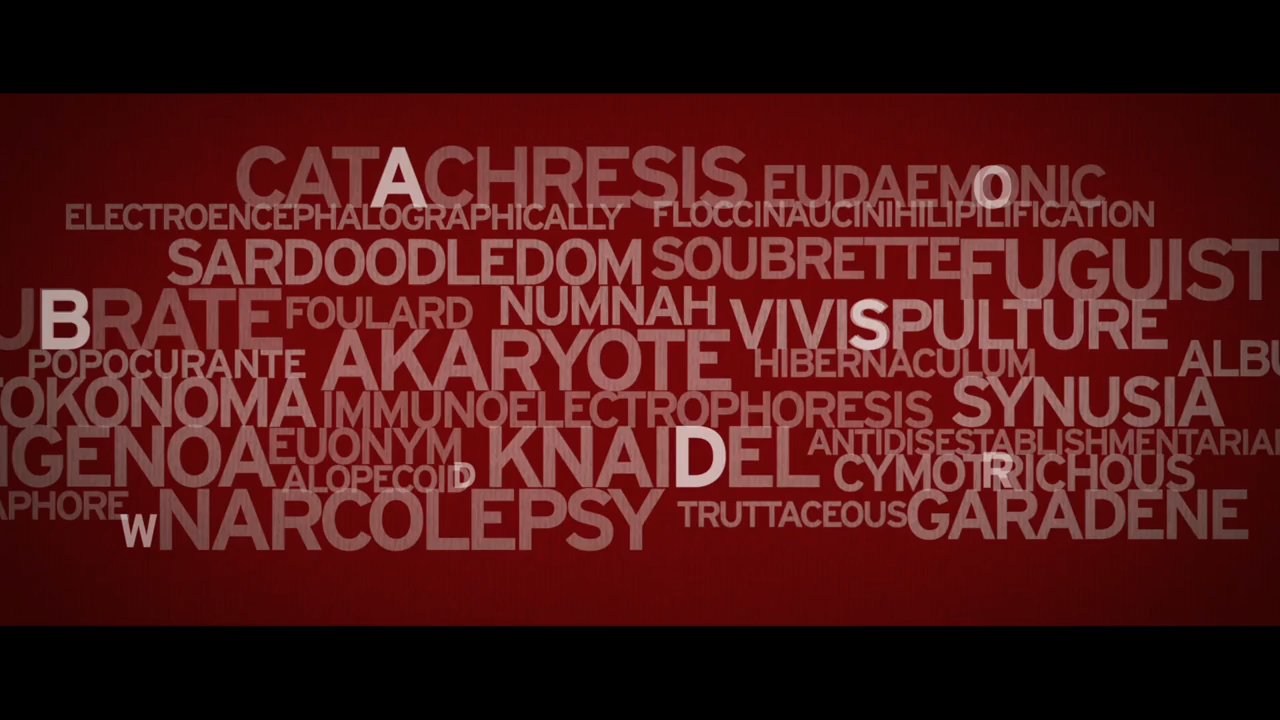 CATACHRESIS EUDAEMONIC
ELECTROENCEPHALOGRAPHICALLY FLOCCINAUCINIHILIPILIFICATION
SARDOODLEDOM SOUBRETTE FUGUIST
UBRATE FOULARD NUMNAH VIVISPULTURE
POPOCURANTE AKARYOTE HIBERNACULUM ALBU
TOKONOMA IMMUNOELECTROPHORESIS SYNUSIA
IGENOA EUONYM KNAIDEL ANTIDISESTABLISHMENTARIAN
ALOPECOID CYMOTRICHOUS
APHORE W NARCOLEPSY TRUTTACEOUS GARADENE